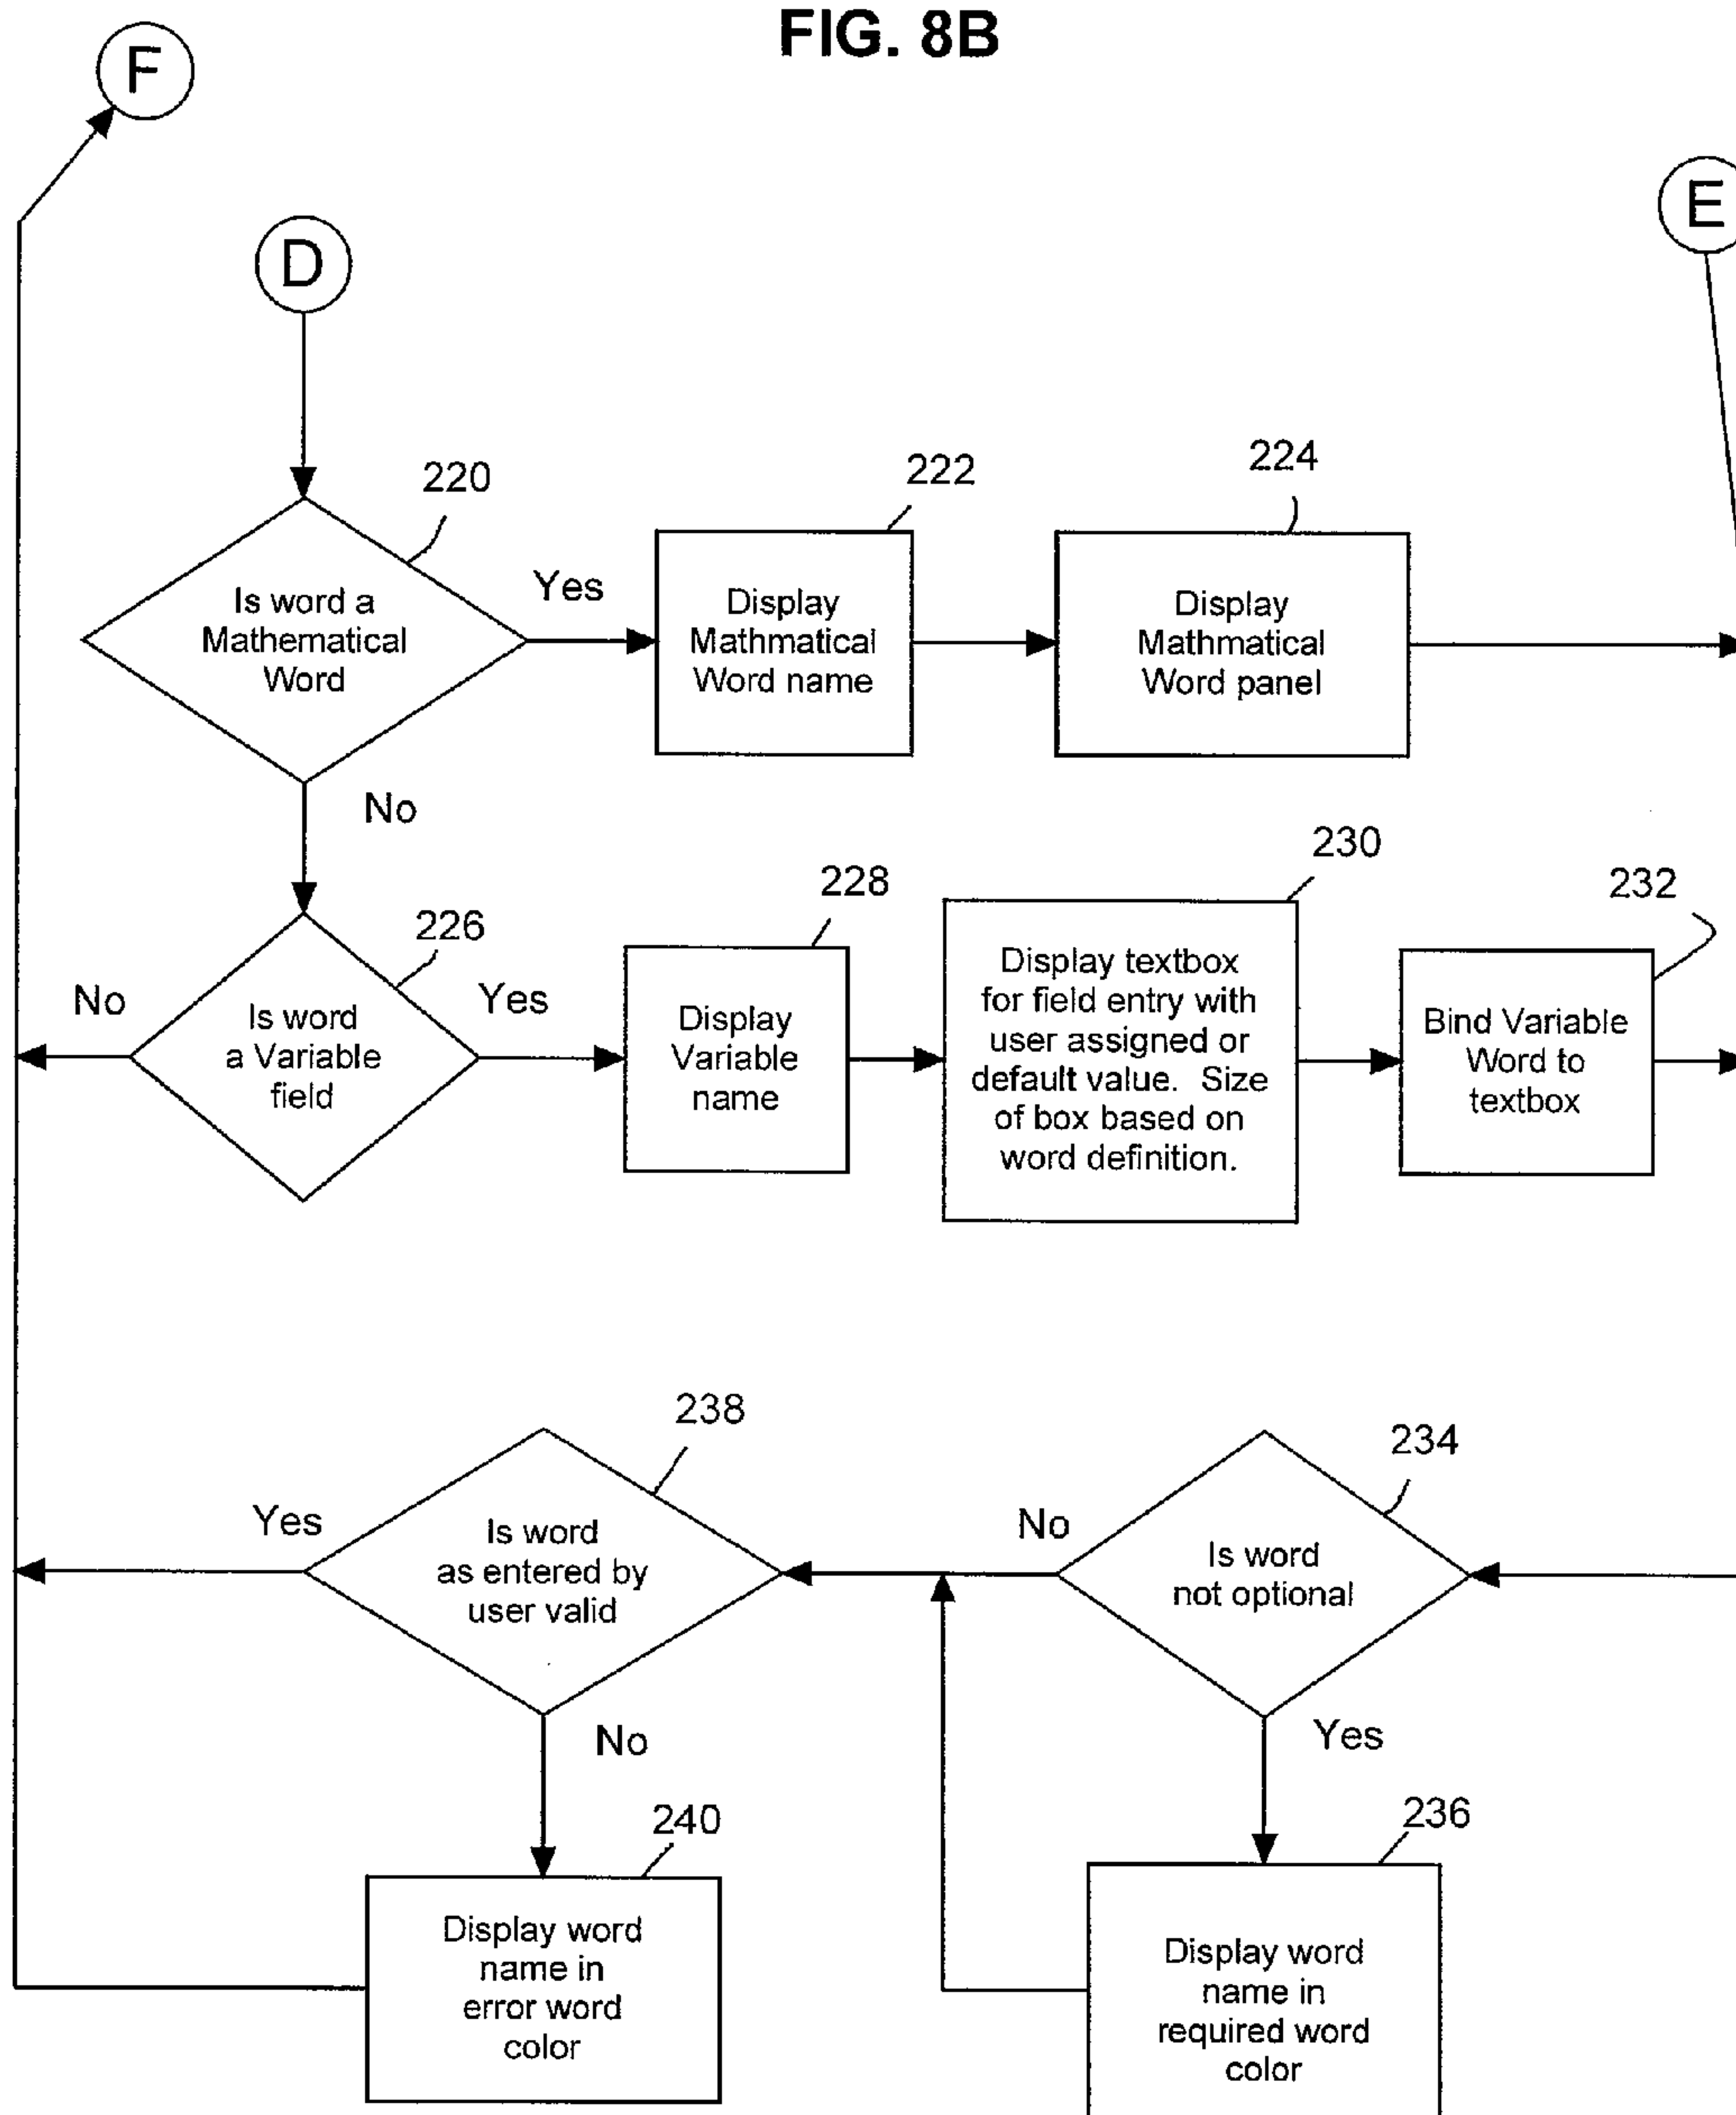 FIG. 8B
F
E
D
220
222
224
Is word a
Mathematical
Word
Yes
Display
Mathmatical
Word name
Display
Mathmatical
Word panel
No
226
228
230
232
No
Is word
a Variable
field
Yes
Display
Variable
name
Display textbox
for field entry with
user assigned or
default value. Size
of box based on
word definition.
Bind Variable
Word to
textbox
238
234
Yes
Is word
as entered by
user valid
No
Is word
not optional
No
Yes
240
236
Display word
name in
error word
color
Display word
name in
required word
color